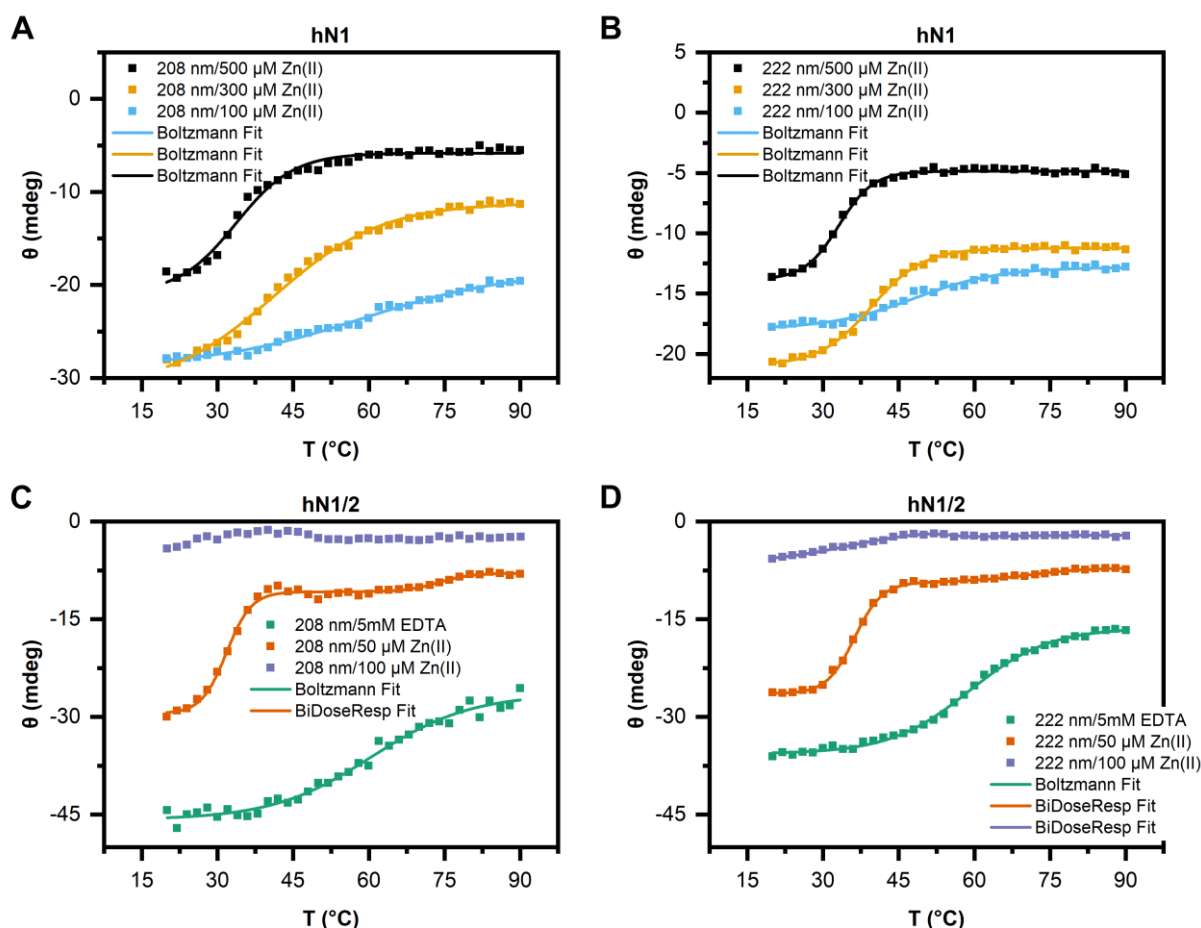 A
hN1
208 nm/500 µM Zn(II)
208 nm/300 µM Zn(II)
208 nm/100 µM Zn(II)
Boltzmann Fit
Boltzmann Fit
Boltzmann Fit
0
-10
-20
-30
θ (mdeg)
15 30 45 60 75 90
T (°C)
B
hN1
222 nm/500 µM Zn(II)
222 nm/300 µM Zn(II)
222 nm/100 µM Zn(II)
Boltzmann Fit
Boltzmann Fit
Boltzmann Fit
5
0
-5
-10
-15
-20
θ (mdeg)
15 30 45 60 75 90
T (°C)
C
hN1/2
208 nm/5mM EDTA
208 nm/50 µM Zn(II)
208 nm/100 µM Zn(II)
Boltzmann Fit
BiDoseResp Fit
0
-15
-30
-45
θ (mdeg)
15 30 45 60 75 90
T (°C)
D
hN1/2
222 nm/5mM EDTA
222 nm/50 µM Zn(II)
222 nm/100 µM Zn(II)
Boltzmann Fit
BiDoseResp Fit
BiDoseResp Fit
0
-15
-30
-45
θ (mdeg)
15 30 45 60 75 90
T (°C)